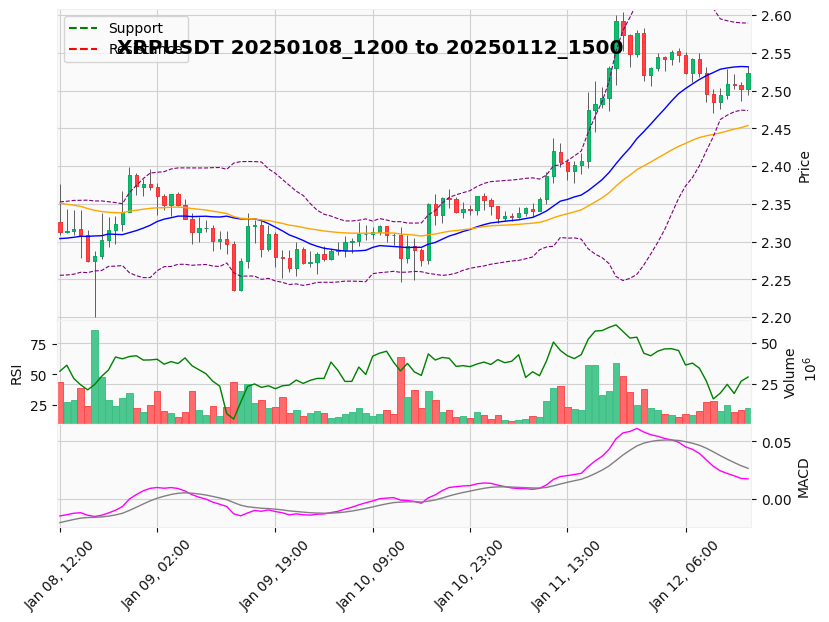 XRPUSDT 20250108_1200 to 20250112_1500
Support
Resistance
2.60
2.55
2.50
2.45
2.40
2.35
2.30
2.25
2.20
Price
75
50
25
RSI
50
25
Volume
10^6
0.05
0.00
MACD
Jan 08, 12:00
Jan 09, 02:00
Jan 09, 19:00
Jan 10, 09:00
Jan 10, 23:00
Jan 11, 13:00
Jan 12, 06:00